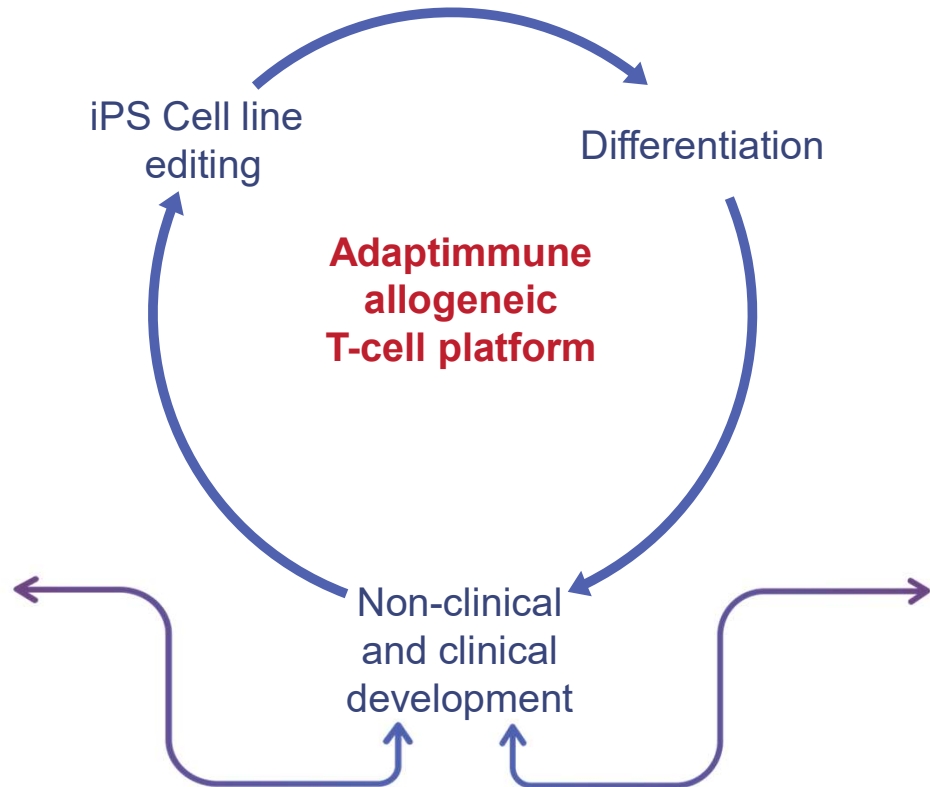 iPS Cell line
editing
Differentiation
Adaptimmune
allogeneic
T-cell platform
Non-clinical
and clinical
development